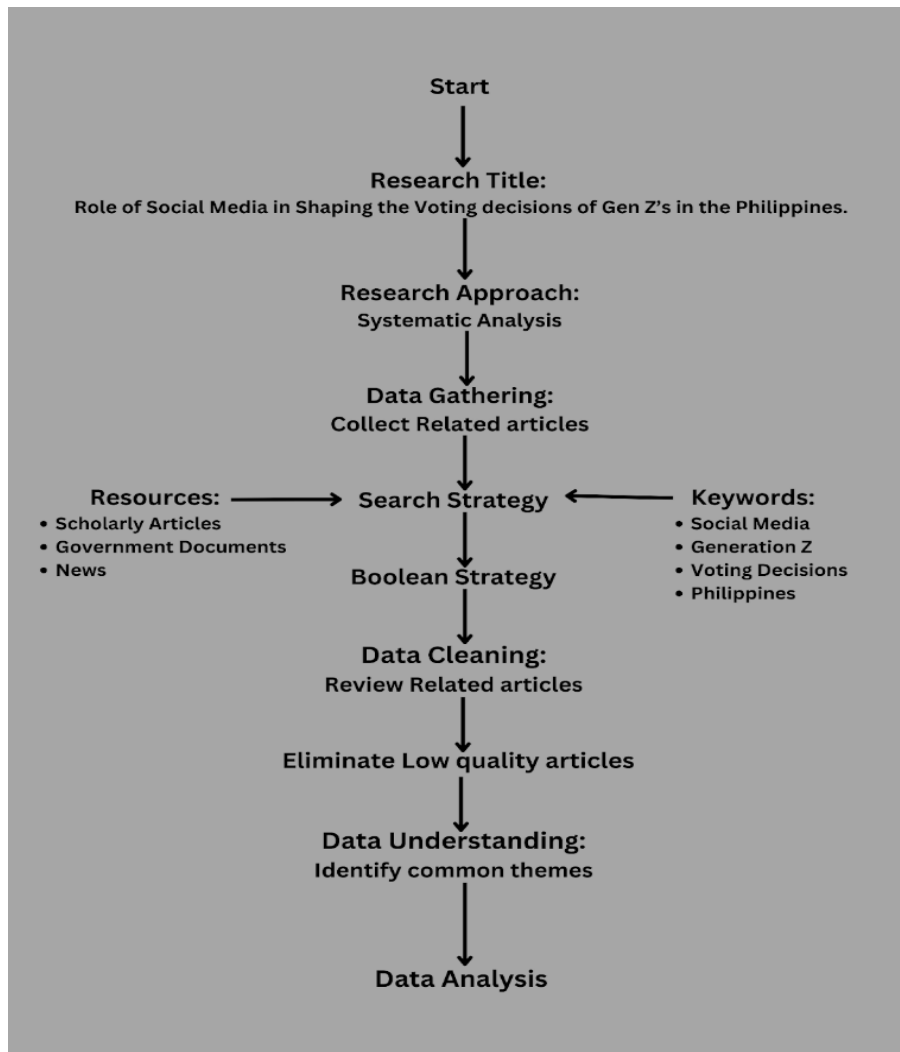 Start
Research Title:
Role of Social Media in Shaping the Voting decisions of Gen Z's in the Philippines.
Research Approach:
Systematic Analysis
Data Gathering:
Collect Related articles
Resources:
• Scholarly Articles
• Government Documents
• News
Search Strategy
Keywords:
• Social Media
• Generation Z
• Voting Decisions
• Philippines
Boolean Strategy
Data Cleaning:
Review Related articles
Eliminate Low quality articles
Data Understanding:
Identify common themes
Data Analysis